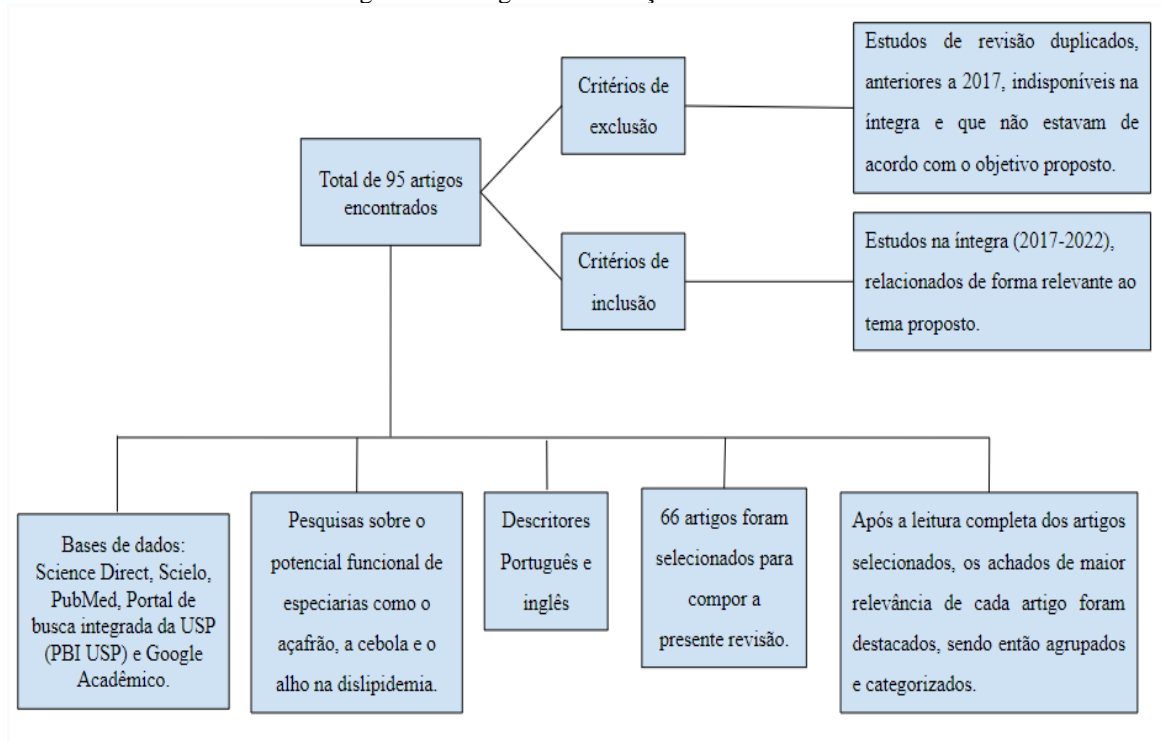 Estudos de revisão duplicados,
anteriores a 2017, indisponíveis na
íntegra e que não estavam de
acordo com o objetivo proposto.
Critérios de
exclusão
Total de 95 artigos
encontrados
Critérios de
inclusão
Estudos na íntegra (2017-2022),
relacionados de forma relevante ao
tema proposto.
Bases de dados:
Science Direct, Scielo,
PubMed, Portal de
busca integrada da USP
(PBI USP) e Google
Acadêmico.
Pesquisas sobre o
potencial funcional de
especiarias como o
açafrão, a cebola e o
alho na dislipidemia.
Descritores
Português e
inglês
66 artigos foram
selecionados para
compor a
presente revisão.
Após a leitura completa dos artigos
selecionados, os achados de maior
relevância de cada artigo foram
destacados, sendo então agrupados
e categorizados.